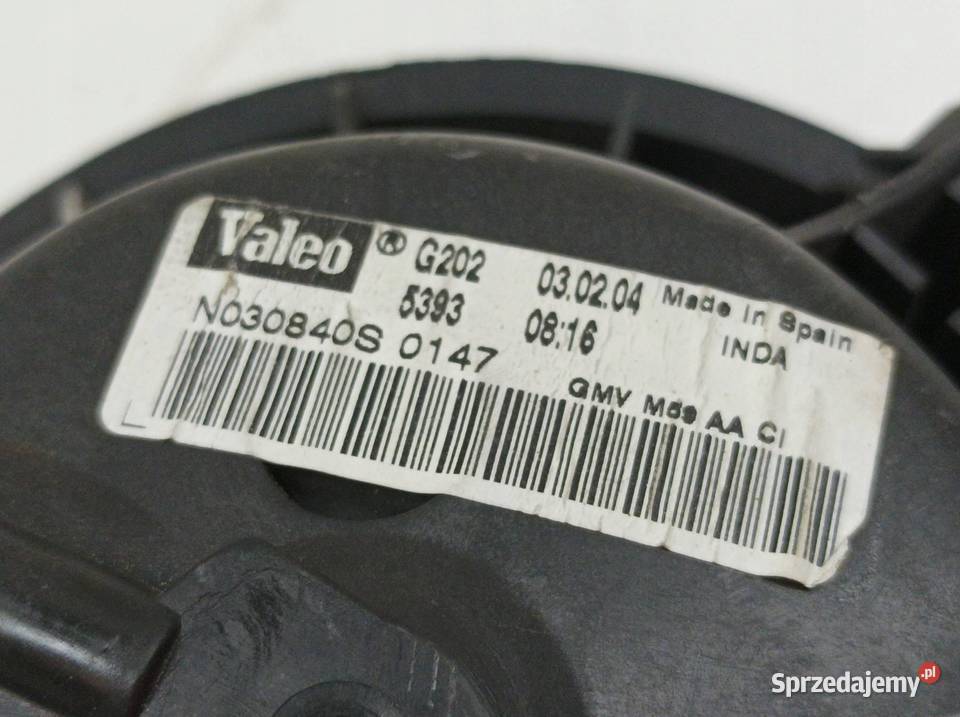 Valeo ® G202 03.02.04 Made in Spain
5393 08:16 INDA
N030840S 0147
GMV M59 AA CI
Sprzedajemy.pl